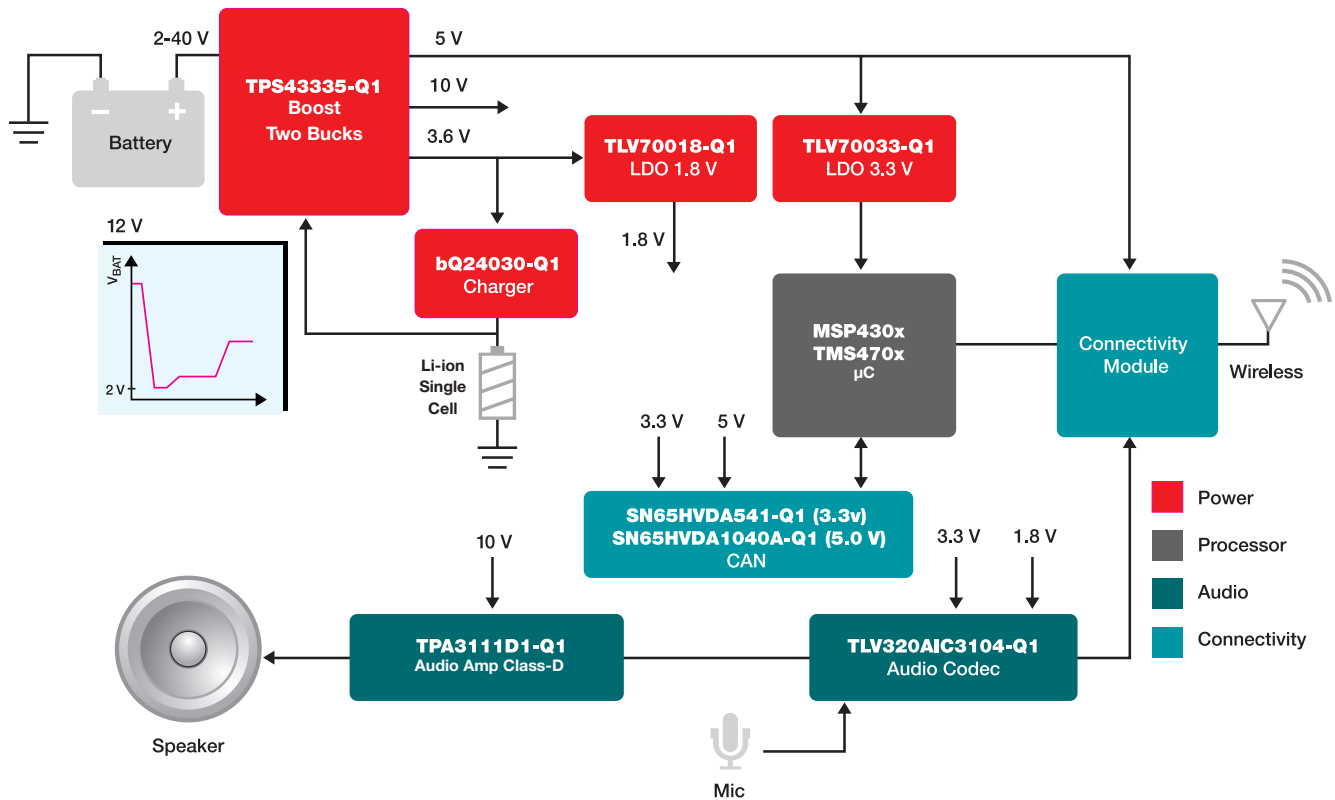 2-40 V
5 V
TPS43335-Q1
Boost
Two Bucks
10 V
3.6 V
Battery
TLV70018-Q1
LDO 1.8 V
TLV70033-Q1
LDO 3.3 V
12 V
VBAT
2 V
1.8 V
bQ24030-Q1
Charger
Li-ion
Single
Cell
MSP430x
TMS470x
µC
Connectivity
Module
Wireless
3.3 V
5 V
SN65HVDA541-Q1 (3.3v)
SN65HVDA1040A-Q1 (5.0 V)
CAN
Power
Processor
Audio
Connectivity
10 V
3.3 V
1.8 V
TPA3111D1-Q1
Audio Amp Class-D
TLV320AIC3104-Q1
Audio Codec
Speaker
Mic